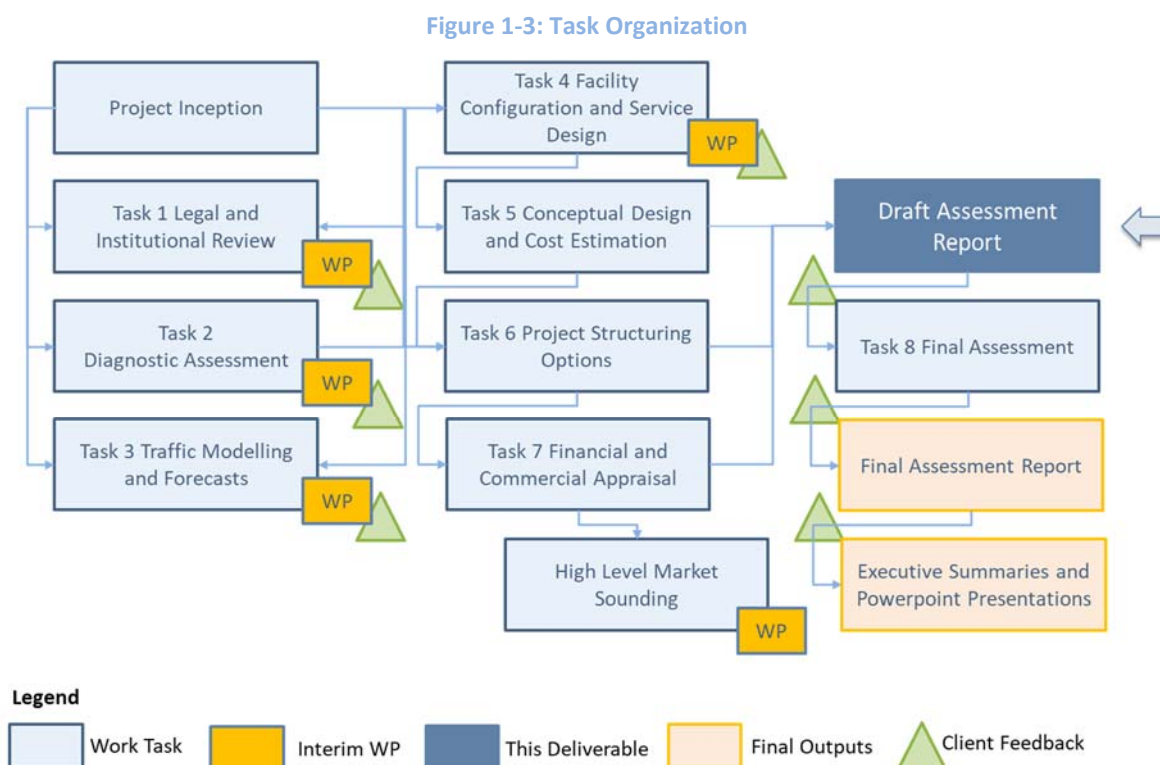 Figure 1-3: Task Organization
Project Inception
Task 1 Legal and
Institutional Review
WP
Task 2
Diagnostic Assessment
WP
Task 3 Traffic Modelling
and Forecasts
WP
Task 4 Facility
Configuration and Service
Design
WP
Task 5 Conceptual Design
and Cost Estimation
Task 6 Project Structuring
Options
Task 7 Financial and
Commercial Appraisal
High Level Market
Sounding
WP
Draft Assessment
Report
Task 8 Final Assessment
Final Assessment Report
Executive Summaries and
Powerpoint Presentations
Legend
Work Task
Interim WP
This Deliverable
Final Outputs
Client Feedback